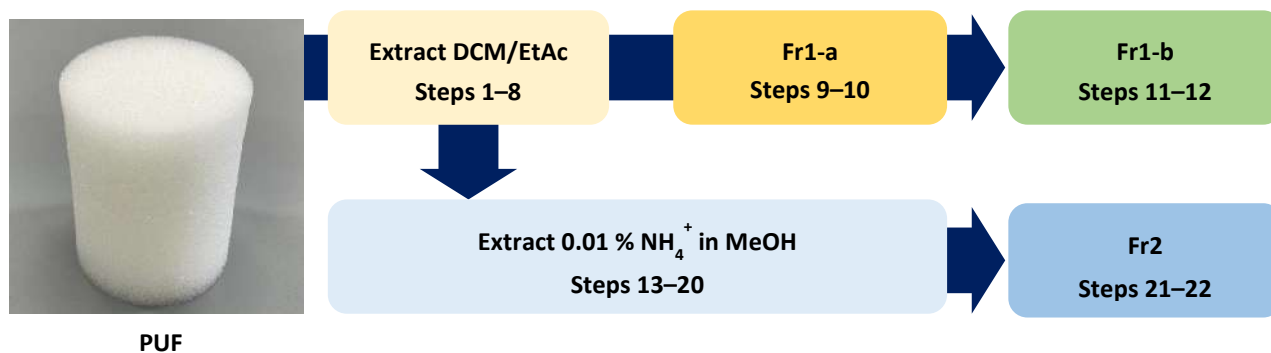 Extract DCM/EtAc
Steps 1–8
Fr1-a
Steps 9–10
Fr1-b
Steps 11–12
Extract 0.01 % NH₄⁺ in MeOH
Steps 13–20
Fr2
Steps 21–22
PUF